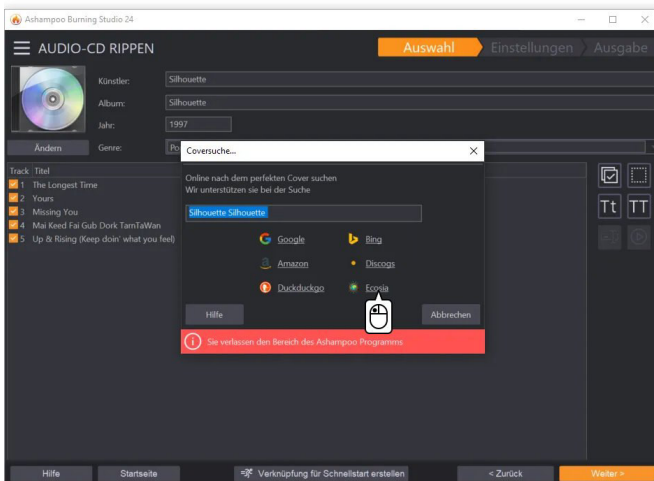 Ashampoo Burning Studio 24
AUDIO-CD RIPPEN
Auswahl
Einstellungen
Ausgabe
Künstler:
Silhouette
Album:
Silhouette
Jahr:
1997
Ändern
Genre:
Po
Track Titel
1 The Longest Time
2 Yours
3 Missing You
4 Mai Keed Fai Gub Dork TarnTaWan
5 Up & Rising (Keep doin' what you feel)
Coversuche...
Online nach dem perfekten Cover suchen
Wir unterstützen sie bei der Suche
Silhouette Silhouette
Google
Bing
Amazon
Discogs
Duckduckgo
Ecosia
Hilfe
Abbrechen
Sie verlassen den Bereich des Ashampoo Programms
Tt TT
Hilfe
Startseite
Verknüpfung für Schnellstart erstellen
< Zurück
Weiter >